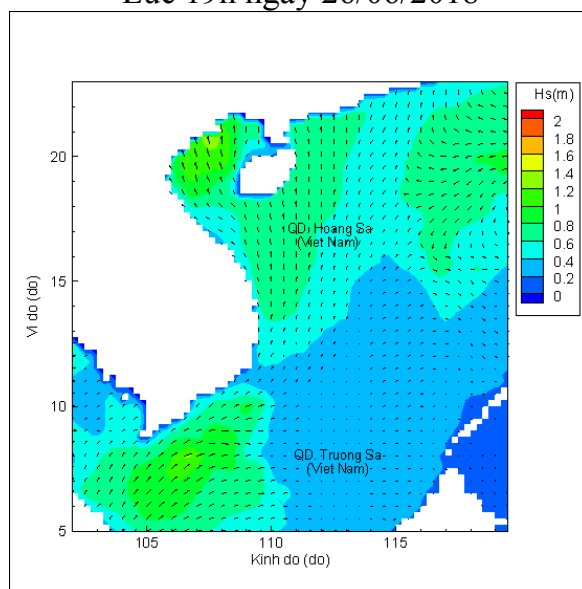 Lúc 19h ngày 26/06/2018
Hs(m)
2
1.8
1.6
1.4
1.2
1
0.8
0.6
0.4
0.2
0
20
15
10
5
Vi do (do)
QD. Hoang Sa
(Viet Nam)
QD. Truong Sa
(Viet Nam)
105
110
115
Kinh do (do)